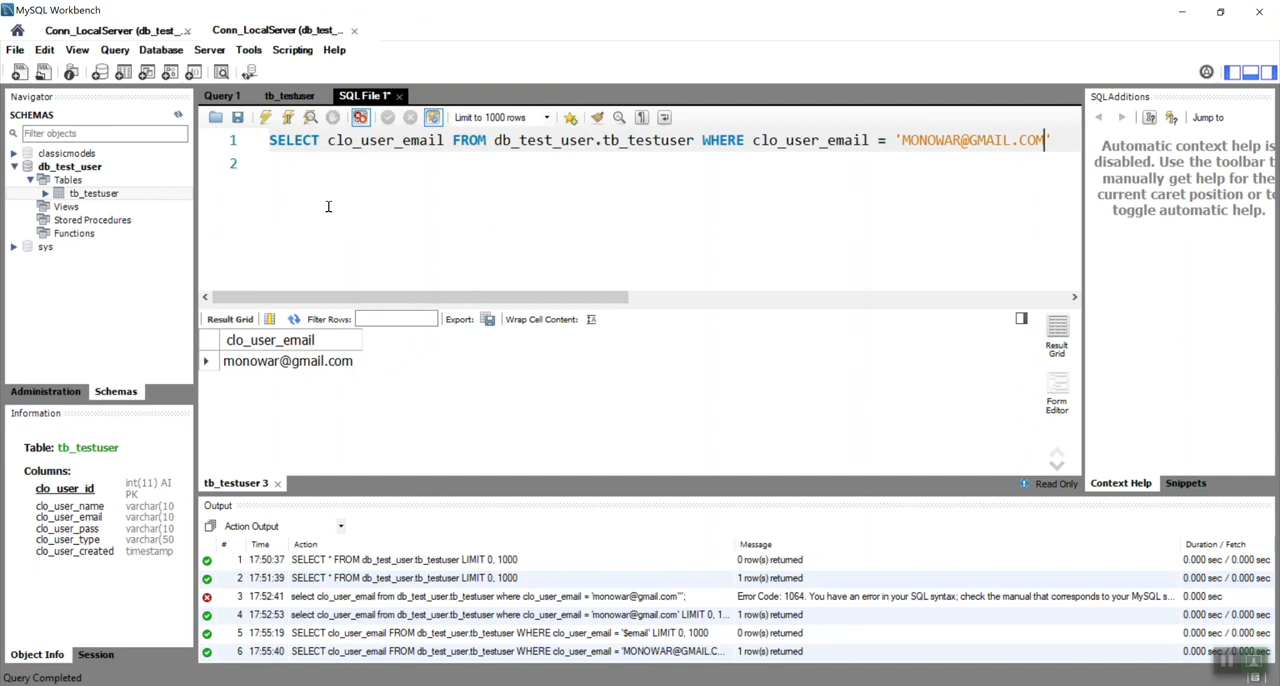 MySQL Workbench
Conn_LocalServer (db_test_.. x Conn_LocalServer (db_test_... x
File Edit View Query Database Server Tools Scripting Help
Navigator
SCHEMAS
Filter objects
classicmodels
db_test_user
Tables
tb_testuser
Views
Stored Procedures
Functions
sys
Administration Schemas
Information
Table: tb_testuser
Columns:
clo_user_id int(11) AI
PK
clo_user_name varchar(10
clo_user_email varchar(10
clo_user_pass varchar(10
clo_user_type varchar(50
clo_user_created timestamp
Object Info Session
Query Completed
Query 1 tb_testuser SQL File 1* x
Limit to 1000 rows
1 SELECT clo_user_email FROM db_test_user.tb_testuser WHERE clo_user_email = 'MONOWAR@GMAIL.COM'
2
Result Grid Filter Rows: Export: Wrap Cell Content:
clo_user_email
monowar@gmail.com
Result
Grid
Form
Editor
tb_testuser 3 x Read Only
SQLAdditions
Jump to
Automatic context help is
disabled. Use the toolbar t
manually get help for the
current caret position or to
toggle automatic help.
Context Help Snippets
Output
Action Output
# Time Action Message Duration / Fetch
1 17:50:37 SELECT * FROM db_test_user.tb_testuser LIMIT 0, 1000 0 row(s) returned 0.000 sec / 0.000 sec
2 17:51:39 SELECT * FROM db_test_user.tb_testuser LIMIT 0, 1000 1 row(s) returned 0.000 sec / 0.000 sec
3 17:52:41 select clo_user_email from db_test_user.tb_testuser where clo_user_email = 'monowar@gmail.com''; Error Code: 1064. You have an error in your SQL syntax; check the manual that corresponds to your MySQL s... 0.000 sec
4 17:52:53 select clo_user_email from db_test_user.tb_testuser where clo_user_email = 'monowar@gmail.com' LIMIT 0, 1... 1 row(s) returned 0.000 sec / 0.000 sec
5 17:55:19 SELECT clo_user_email FROM db_test_user.tb_testuser WHERE clo_user_email = '$email' LIMIT 0, 1000 0 row(s) returned 0.000 sec / 0.000 sec
6 17:55:40 SELECT clo_user_email FROM db_test_user.tb_testuser WHERE clo_user_email = 'MONOWAR@GMAIL.C... 1 row(s) returned 0.000 sec / 0.000 sec